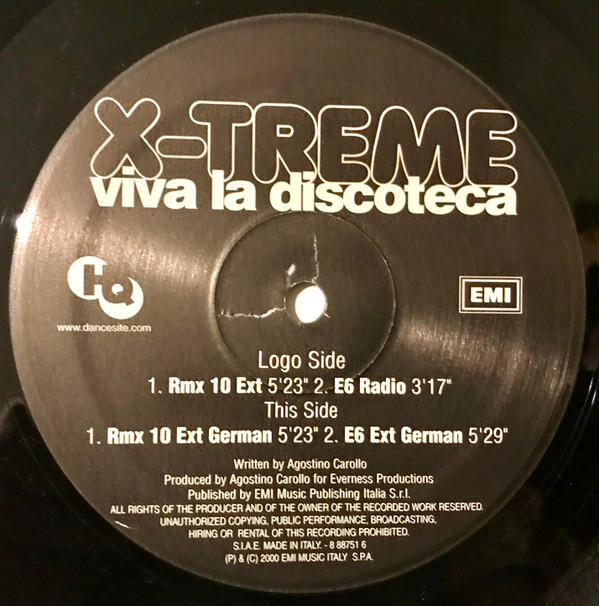 X-TREME
viva la discoteca
HQ
EMI
www.dancesite.com
Logo Side
1. Rmx 10 Ext 5'23" 2. E6 Radio 3'17"
This Side
1. Rmx 10 Ext German 5'23" 2. E6 Ext German 5'29"
Written by Agostino Carollo
Produced by Agostino Carollo for Everness Productions
Published by EMI Music Publishing Italia S.r.l.
ALL RIGHTS OF THE PRODUCER AND OF THE OWNER OF THE RECORDED WORK RESERVED.
UNAUTHORIZED COPYING, PUBLIC PERFORMANCE, BROADCASTING,
HIRING OR RENTAL OF THIS RECORDING PROHIBITED.
S.I.A.E. MADE IN ITALY. - 8 88751 6
(P) & (C) 2000 EMI MUSIC ITALY S.P.A.